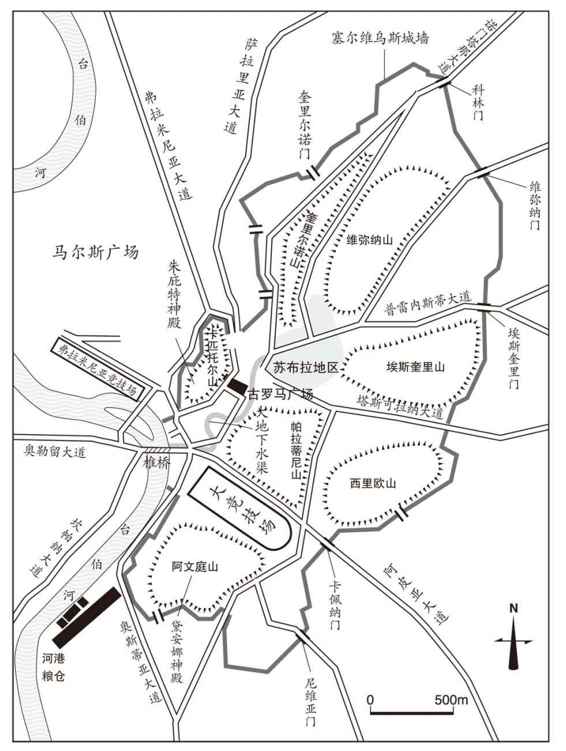 塞尔维乌斯城墙
诺门塔那大道
萨拉里亚大道
台伯河
弗拉米尼亚大道
奎里尔诺门
科林门
维弥纳门
奎里尔诺山
维弥纳山
马尔斯广场
朱庇特神殿
普雷内斯蒂大道
卡匹托尔山
埃斯奎里门
弗拉米尼亚竞技场
苏布拉地区
埃斯奎里山
古罗马广场
塔斯可拉纳大道
大地下水渠
帕拉蒂尼山
奥勒留大道
椎桥
西里欧山
大竞技场
坎帕纳大道
台伯河
阿文庭山
阿皮亚大道
卡佩纳门
河港
粮仓
奥斯蒂亚大道
黛安娜神殿
尼维亚门
N
0 500m